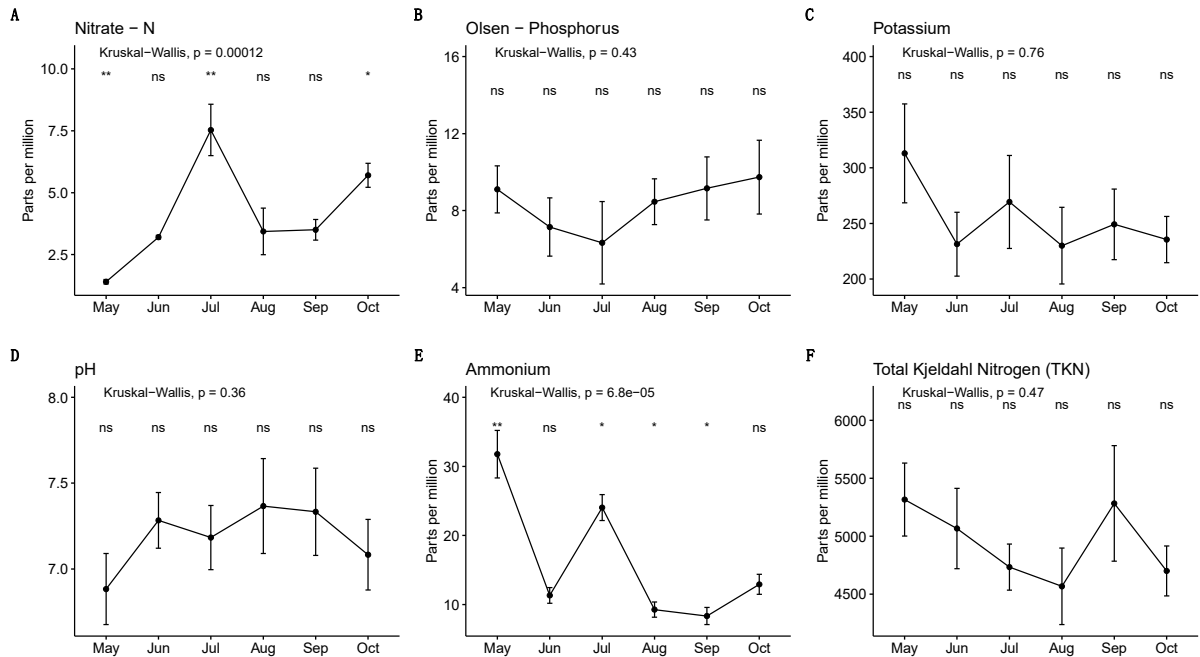 A
Nitrate − N
Kruskal−Wallis, p = 0.00012
** ns ** ns ns *
Parts per million
10.0
7.5
5.0
2.5
May Jun Jul Aug Sep Oct
B
Olsen − Phosphorus
Kruskal−Wallis, p = 0.43
ns ns ns ns ns ns
Parts per million
16
12
8
4
May Jun Jul Aug Sep Oct
C
Potassium
Kruskal−Wallis, p = 0.76
ns ns ns ns ns ns
Parts per million
400
350
300
250
200
May Jun Jul Aug Sep Oct
D
pH
Kruskal−Wallis, p = 0.36
ns ns ns ns ns ns
8.0
7.5
7.0
May Jun Jul Aug Sep Oct
E
Ammonium
Kruskal−Wallis, p = 6.8e−05
** ns * * * ns
Parts per million
40
30
20
10
May Jun Jul Aug Sep Oct
F
Total Kjeldahl Nitrogen (TKN)
Kruskal−Wallis, p = 0.47
ns ns ns ns ns ns
Parts per million
6000
5500
5000
4500
May Jun Jul Aug Sep Oct